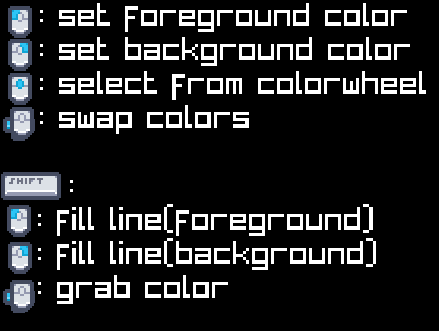 : set foreground color
: set background color
: select from colorwheel
: swap colors
SHIFT :
: fill line(foreground)
: fill line(background)
: grab color